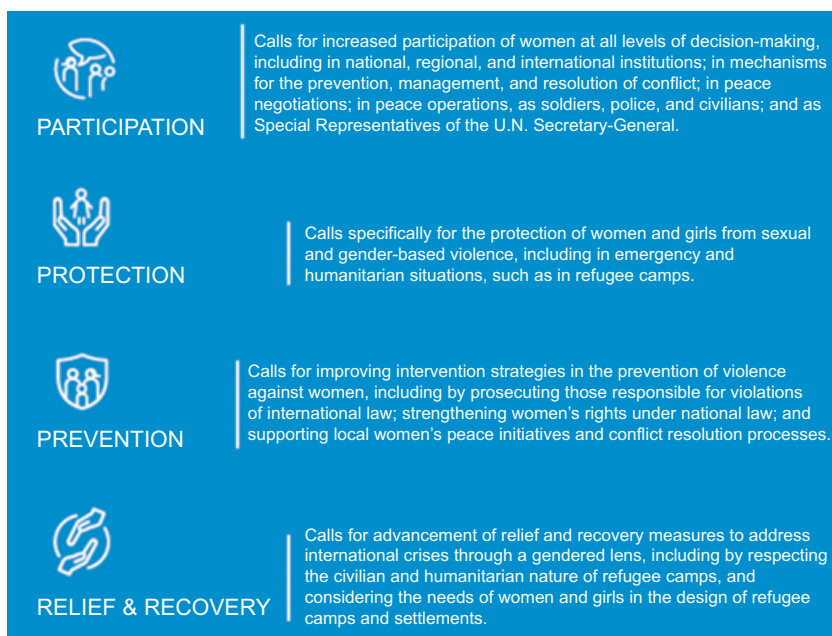 PARTICIPATION
Calls for increased participation of women at all levels of decision-making,
including in national, regional, and international institutions; in mechanisms
for the prevention, management, and resolution of conflict; in peace
negotiations; in peace operations, as soldiers, police, and civilians; and as
Special Representatives of the U.N. Secretary-General.
PROTECTION
Calls specifically for the protection of women and girls from sexual
and gender-based violence, including in emergency and
humanitarian situations, such as in refugee camps.
PREVENTION
Calls for improving intervention strategies in the prevention of violence
against women, including by prosecuting those responsible for violations
of international law; strengthening women's rights under national law; and
supporting local women's peace initiatives and conflict resolution processes.
RELIEF & RECOVERY
Calls for advancement of relief and recovery measures to address
international crises through a gendered lens, including by respecting
the civilian and humanitarian nature of refugee camps, and
considering the needs of women and girls in the design of refugee
camps and settlements.